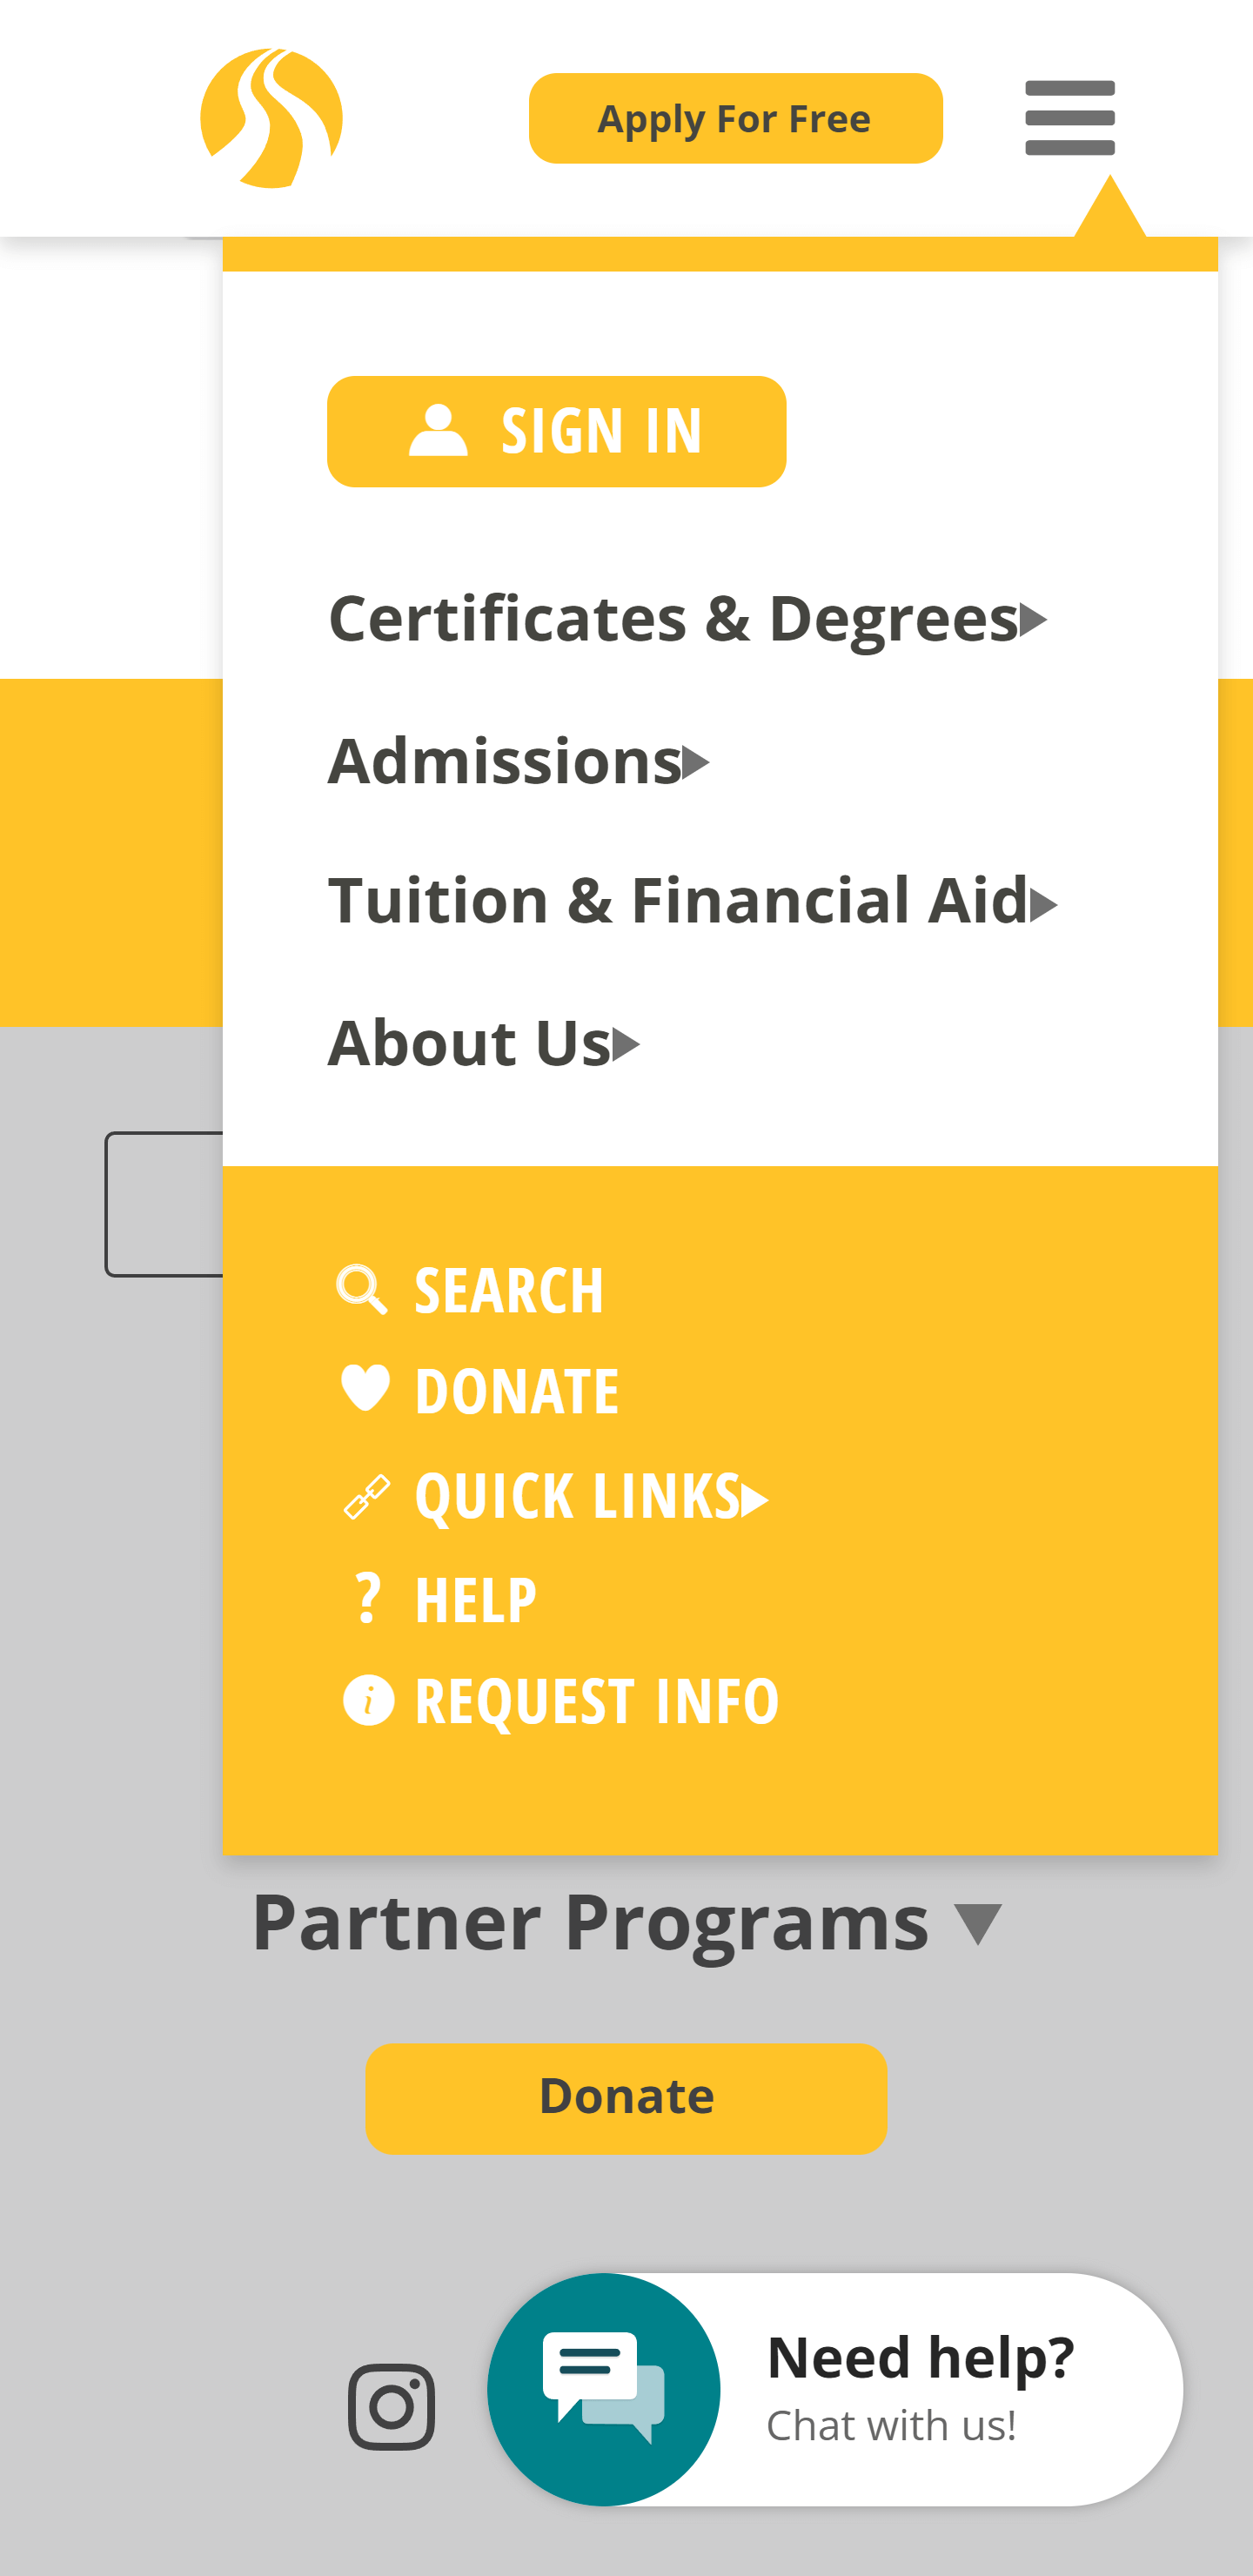 Apply For Free
SIGN IN
Certificates & Degrees
Admissions
Tuition & Financial Aid
About Us
SEARCH
DONATE
QUICK LINKS
? HELP
i REQUEST INFO
Partner Programs
Donate
Need help?
Chat with us!